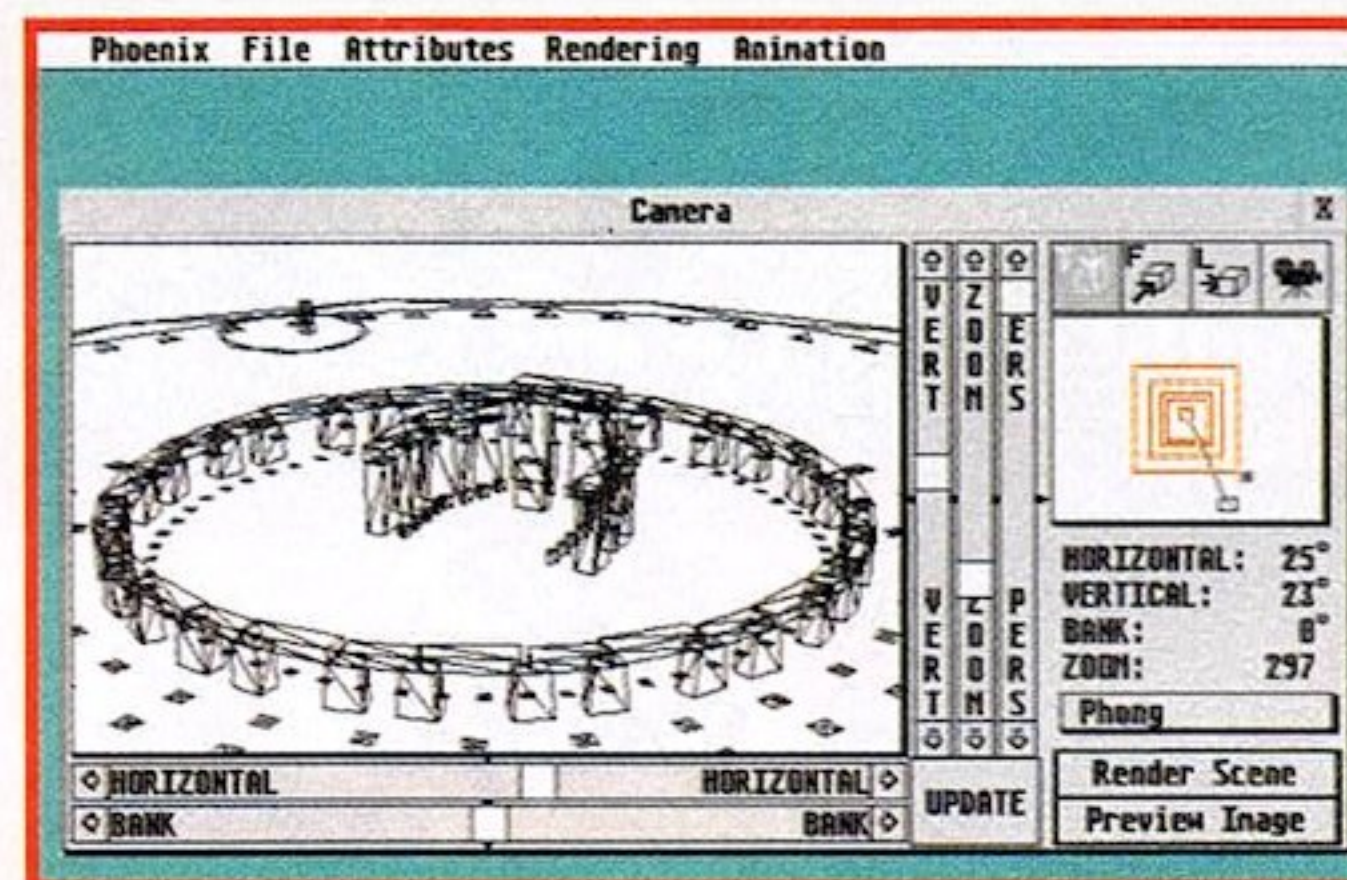 Phoenix File Attributes Rendering Animation
Camera X
VERT ZOOM ERS
F L
VERT ZOOM PERS
HORIZONTAL: 25°
VERTICAL: 23°
BANK: 0°
ZOOM: 297
Phong
HORIZONTAL HORIZONTAL
BANK BANK
UPDATE
Render Scene
Preview Image